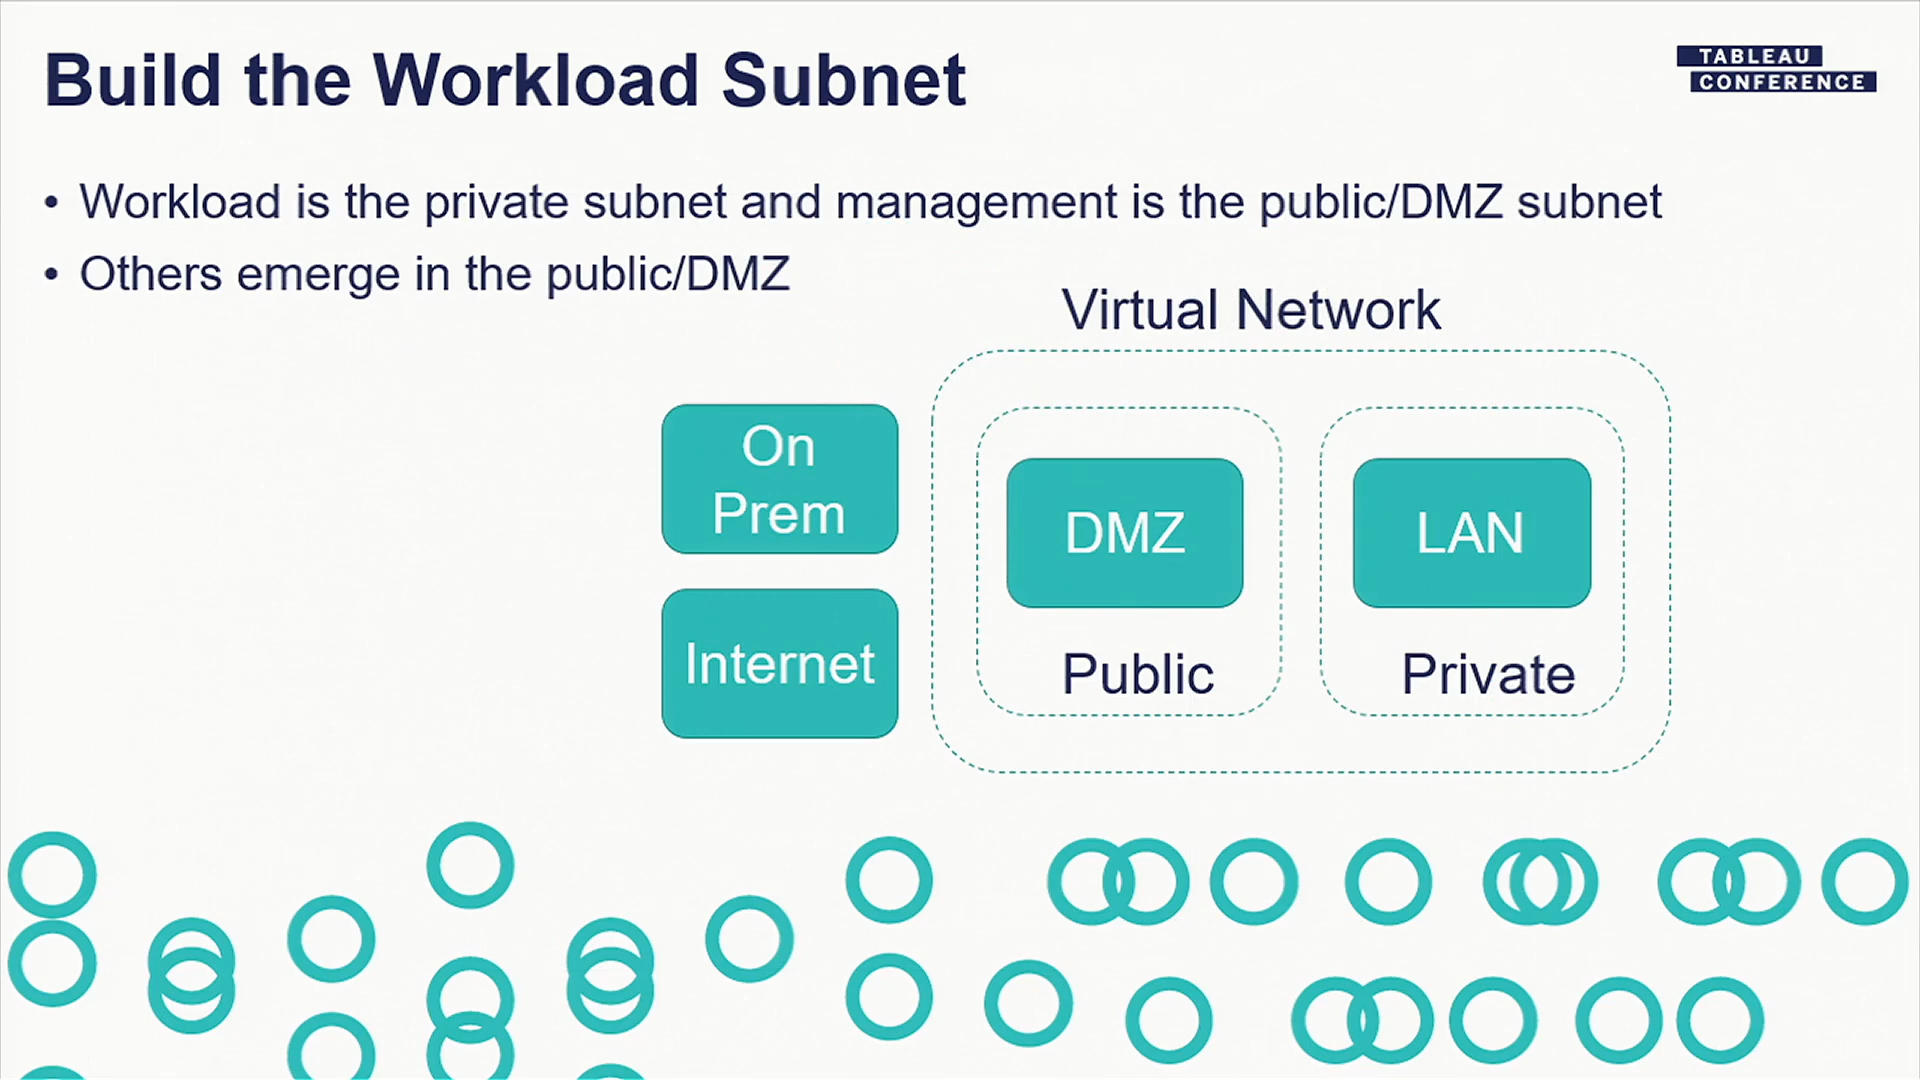 Build the Workload Subnet
TABLEAU
CONFERENCE
• Workload is the private subnet and management is the public/DMZ subnet
• Others emerge in the public/DMZ
Virtual Network
On
Prem
DMZ
LAN
Internet
Public
Private